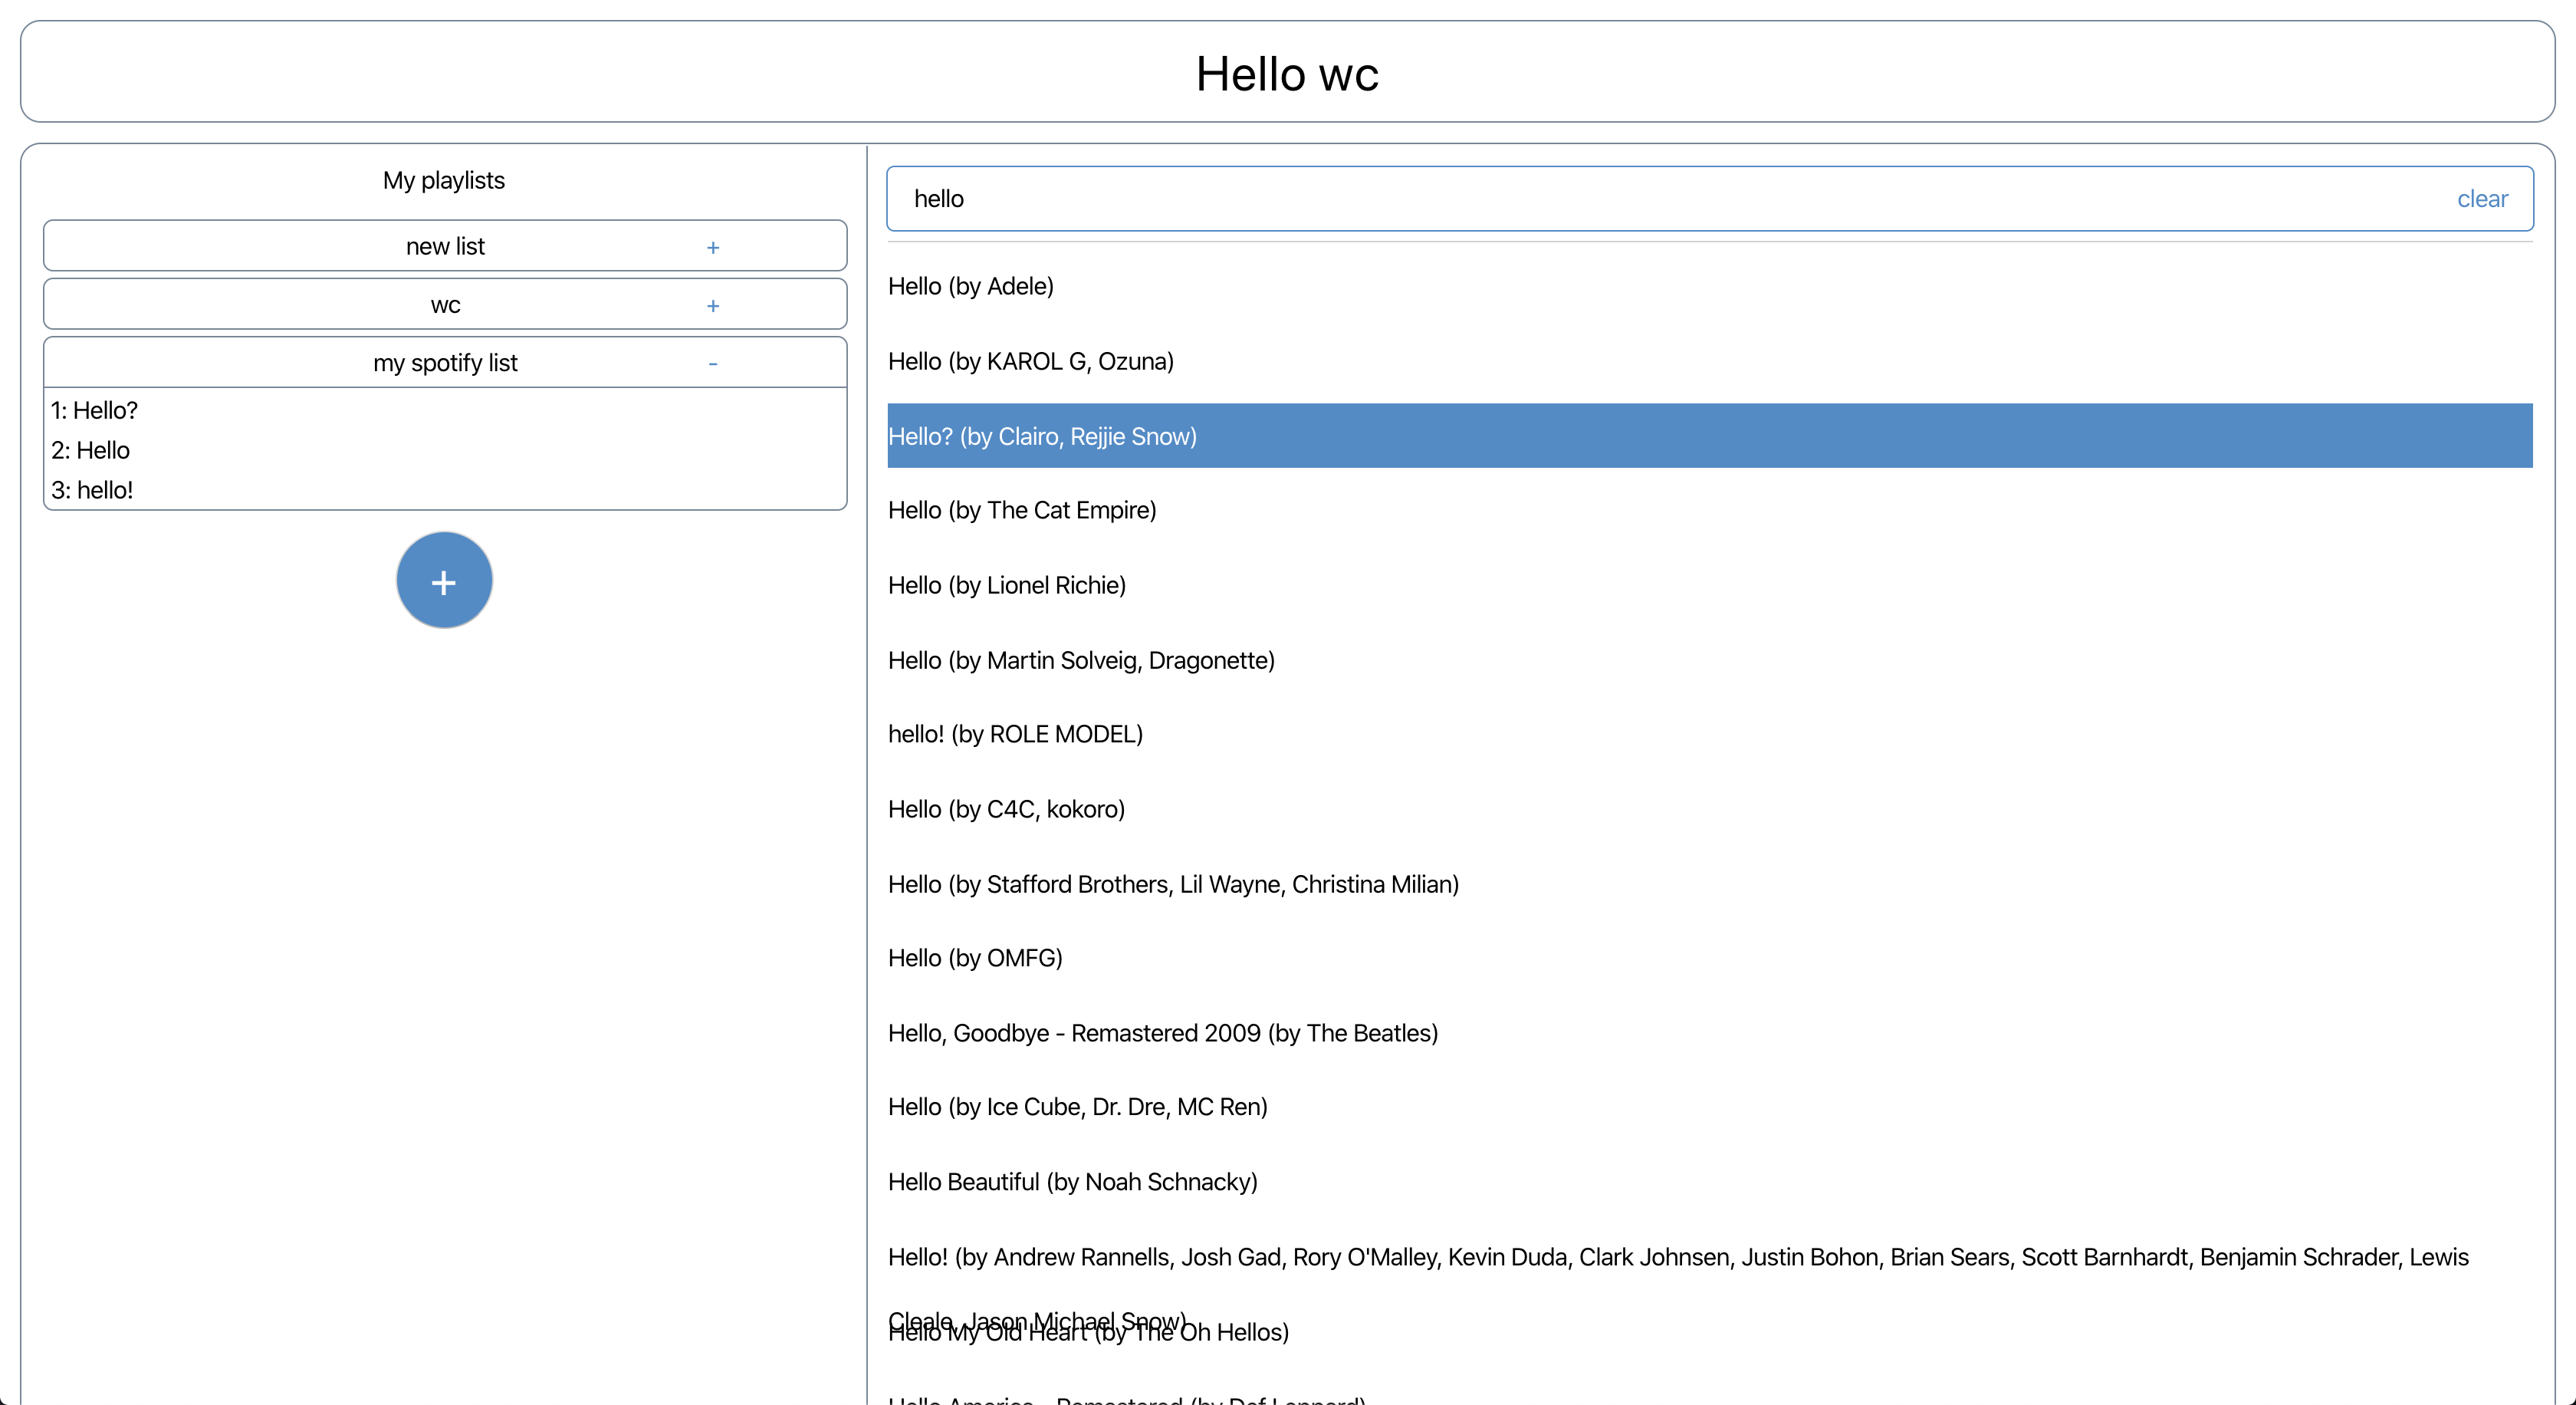 Hello wc
My playlists
new list +
wc +
my spotify list -
1: Hello?
2: Hello
3: hello!
+
hello clear
Hello (by Adele)
Hello (by KAROL G, Ozuna)
Hello? (by Clairo, Rejjie Snow)
Hello (by The Cat Empire)
Hello (by Lionel Richie)
Hello (by Martin Solveig, Dragonette)
hello! (by ROLE MODEL)
Hello (by C4C, kokoro)
Hello (by Stafford Brothers, Lil Wayne, Christina Milian)
Hello (by OMFG)
Hello, Goodbye - Remastered 2009 (by The Beatles)
Hello (by Ice Cube, Dr. Dre, MC Ren)
Hello Beautiful (by Noah Schnacky)
Hello! (by Andrew Rannells, Josh Gad, Rory O'Malley, Kevin Duda, Clark Johnsen, Justin Bohon, Brian Sears, Scott Barnhardt, Benjamin Schrader, Lewis
Cleale, Jason Michael Snow)
Hello My Old Heart (by The Oh Hellos)
Hello America - Remastered (by Def Leppard)